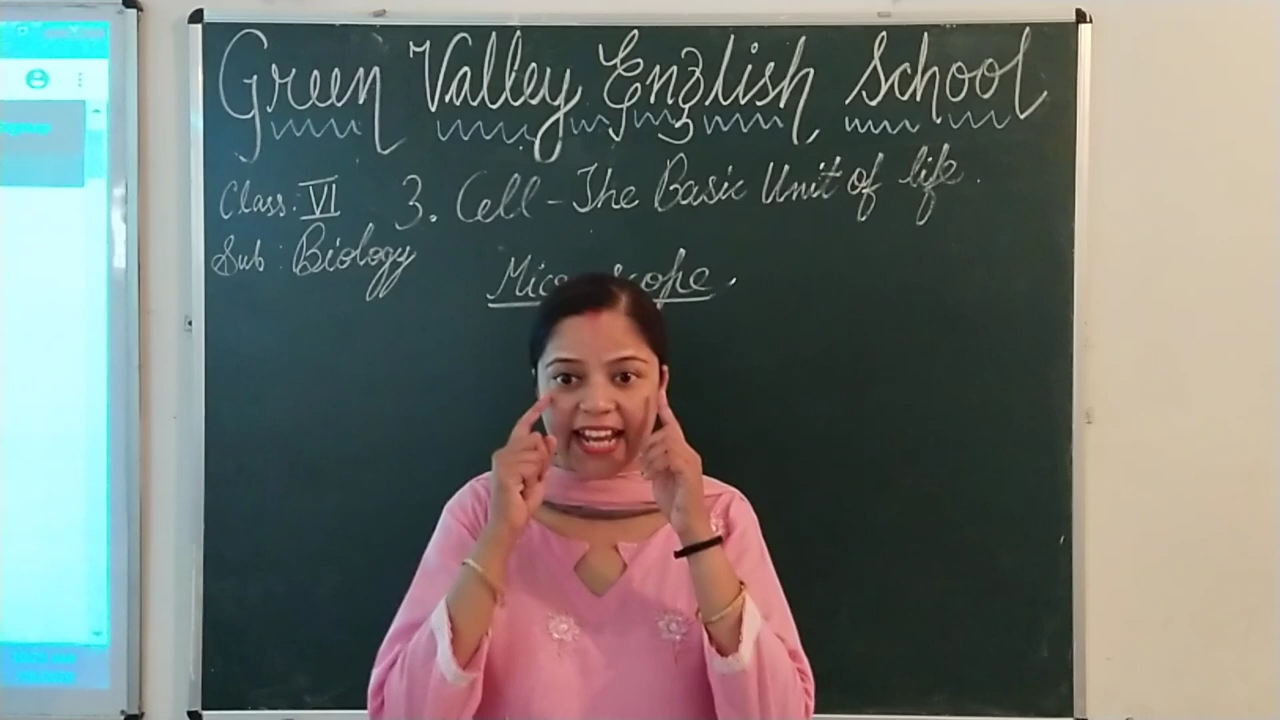 Green Valley English School
Class: VI 3. Cell - The Basic Unit of life.
Sub : Biology